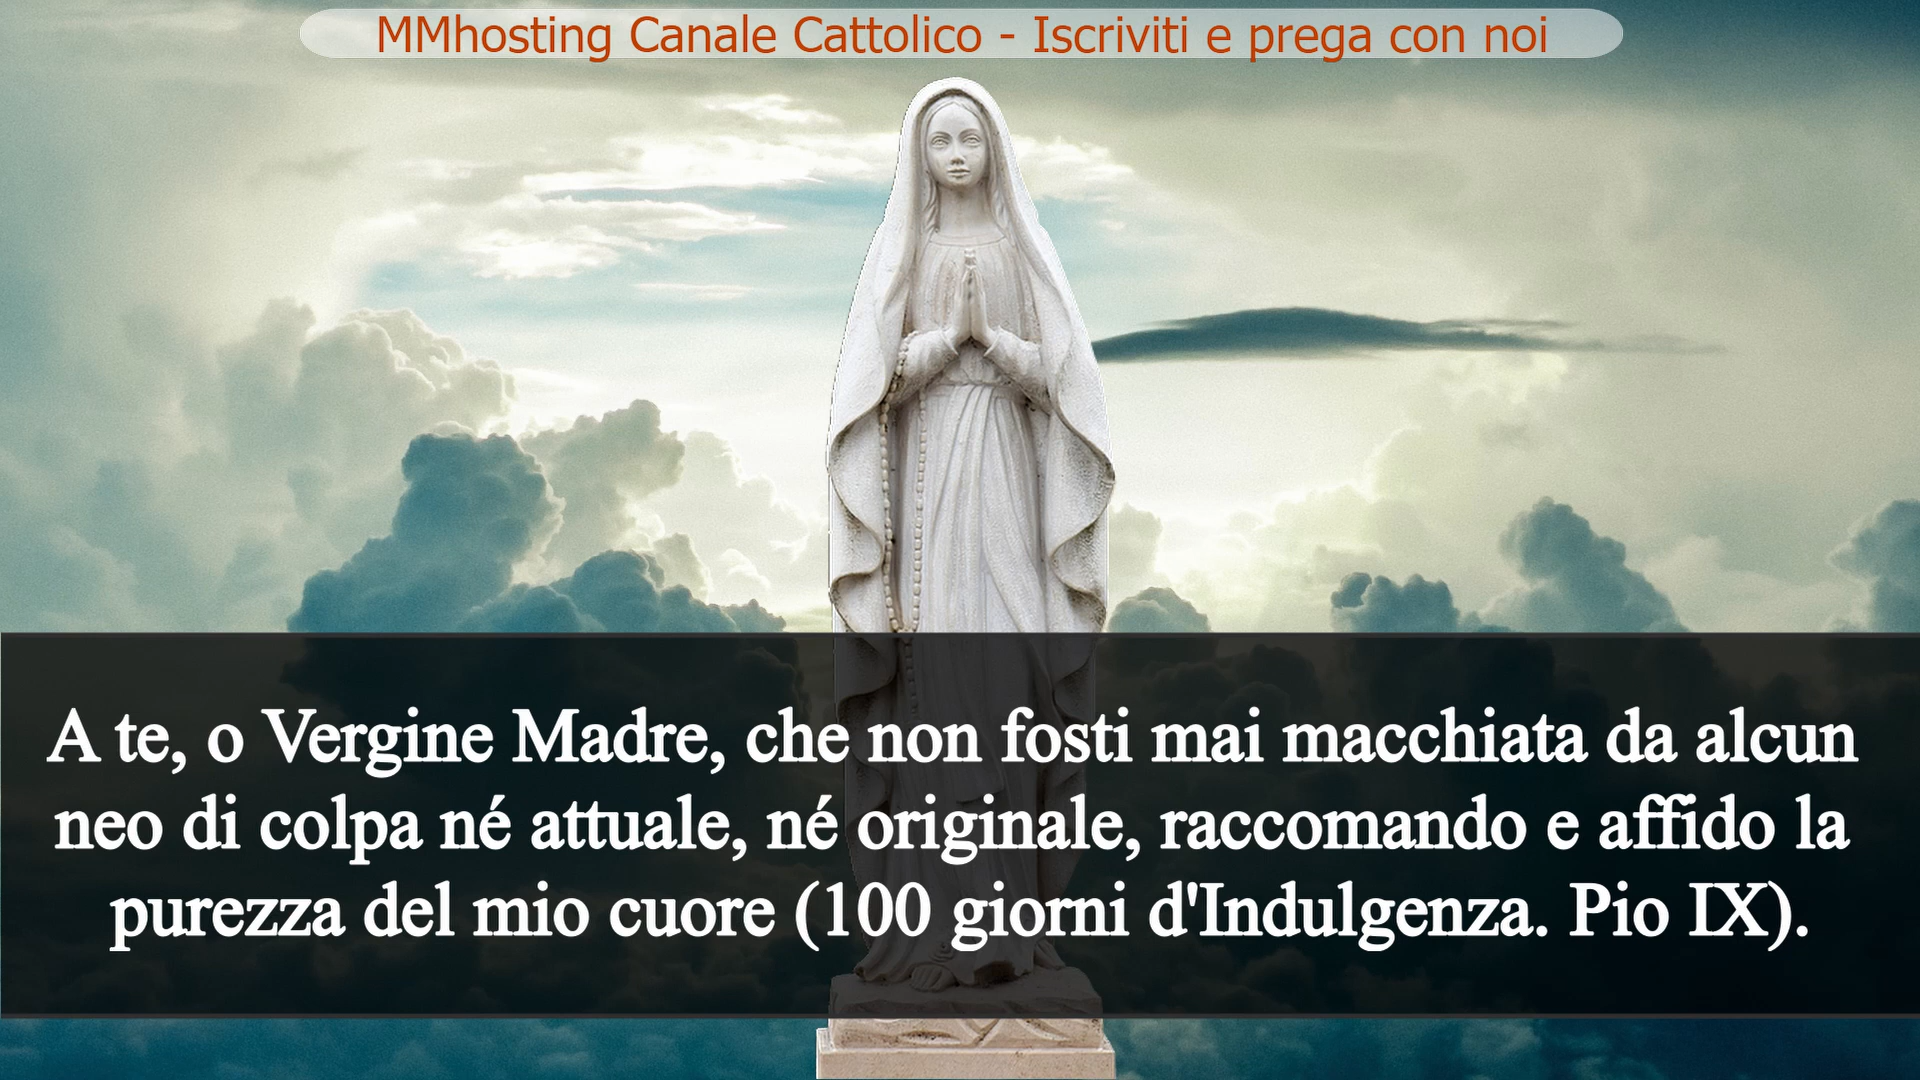 MMhosting Canale Cattolico - Iscriviti e prega con noi
A te, o Vergine Madre, che non fosti mai macchiata da alcun
neo di colpa né attuale, né originale, raccomando e affido la
purezza del mio cuore (100 giorni d'Indulgenza. Pio IX).